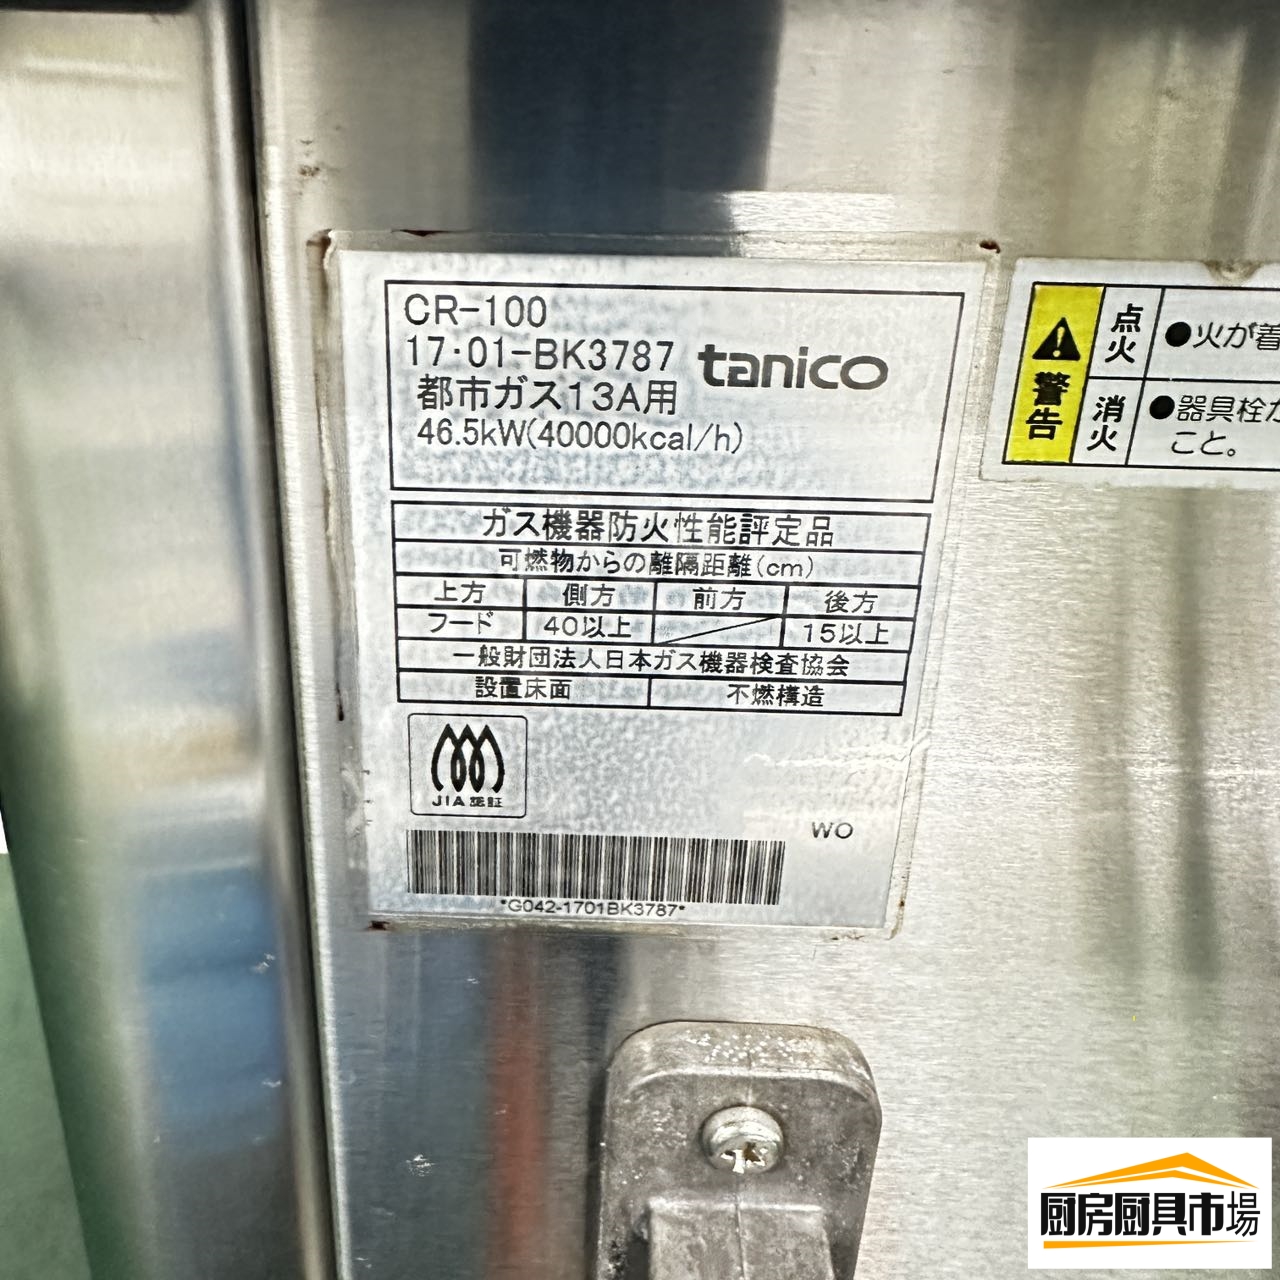 CR-100
17・01-BK3787
tanico
都市ガス13A用
46.5kW(40000kcal/h)
ガス機器防火性能評定品
可燃物からの離隔距離(cm)
上方 側方 前方 後方
フード 40以上 15以上
一般財団法人日本ガス機器検査協会
設置床面 不燃構造
JIA認証
WO
*G042-1701BK3787*
警告
点火 ●火が着
消火 ●器具栓か
こと。
厨房厨具市場